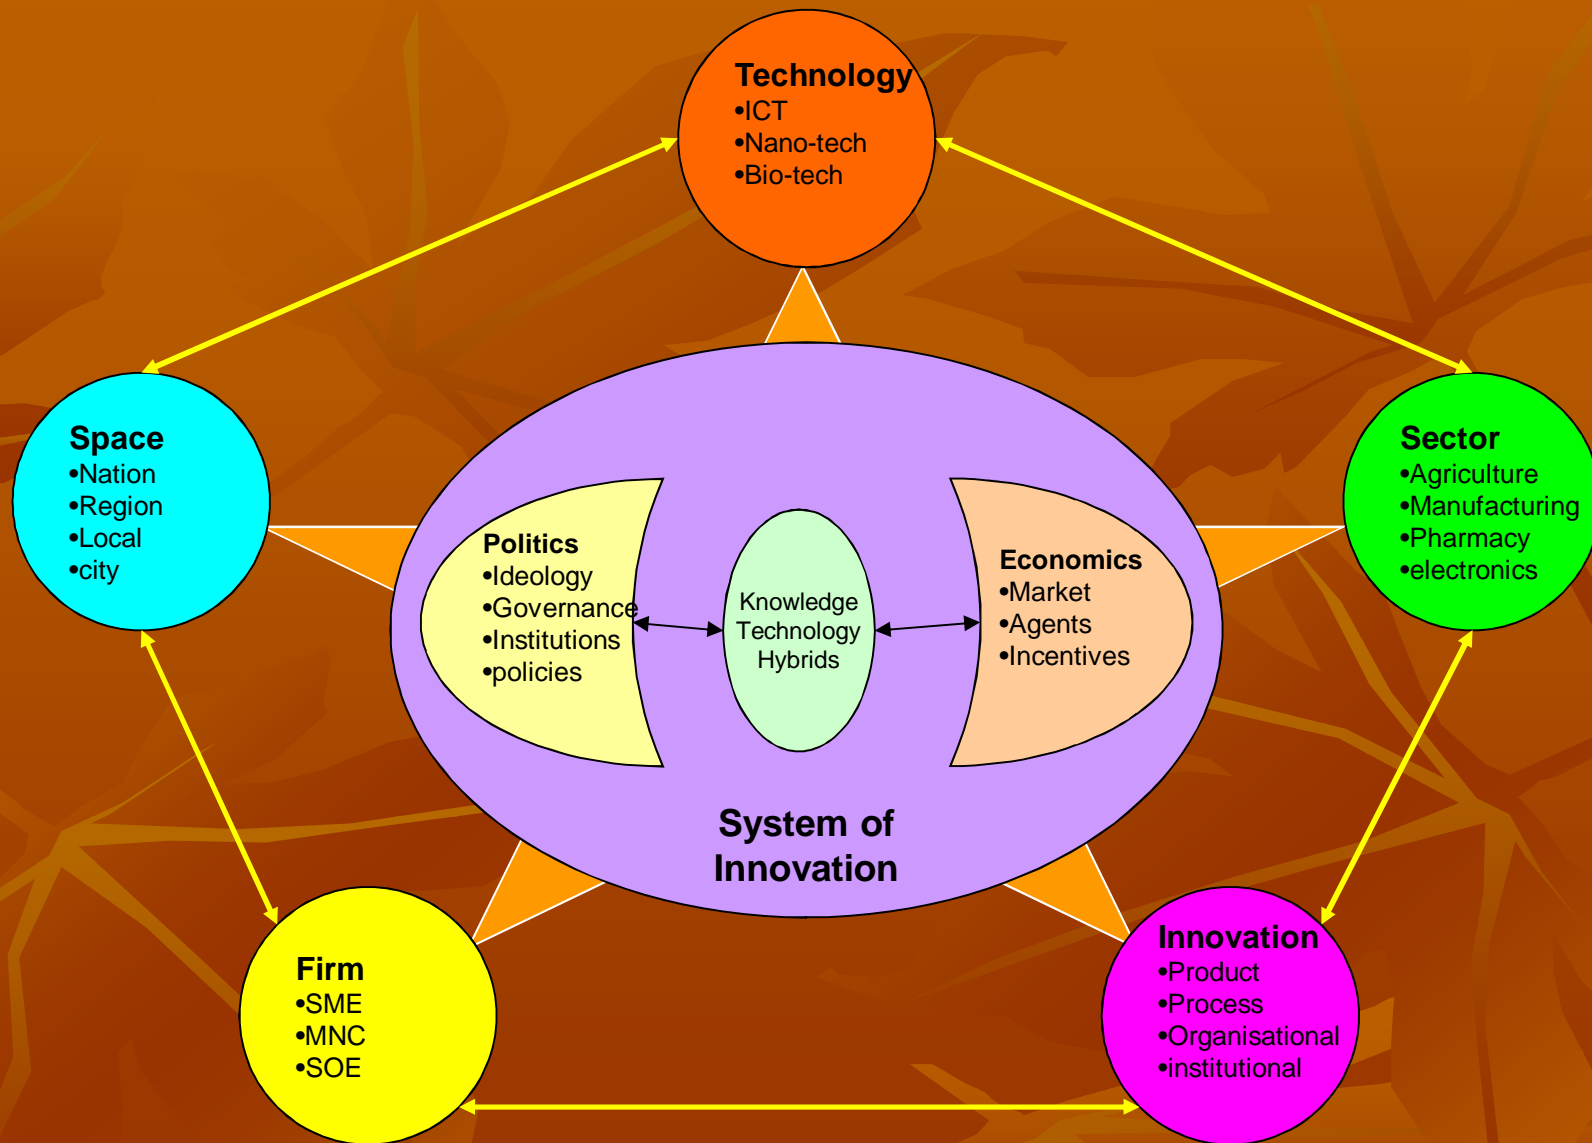 Technology
•ICT
•Nano-tech
•Bio-tech
Space
•Nation
•Region
•Local
•city
Sector
•Agriculture
•Manufacturing
•Pharmacy
•electronics
Politics
•Ideology
•Governance
•Institutions
•policies
Knowledge
Technology
Hybrids
Economics
•Market
•Agents
•Incentives
System of
Innovation
Firm
•SME
•MNC
•SOE
Innovation
•Product
•Process
•Organisational
•institutional